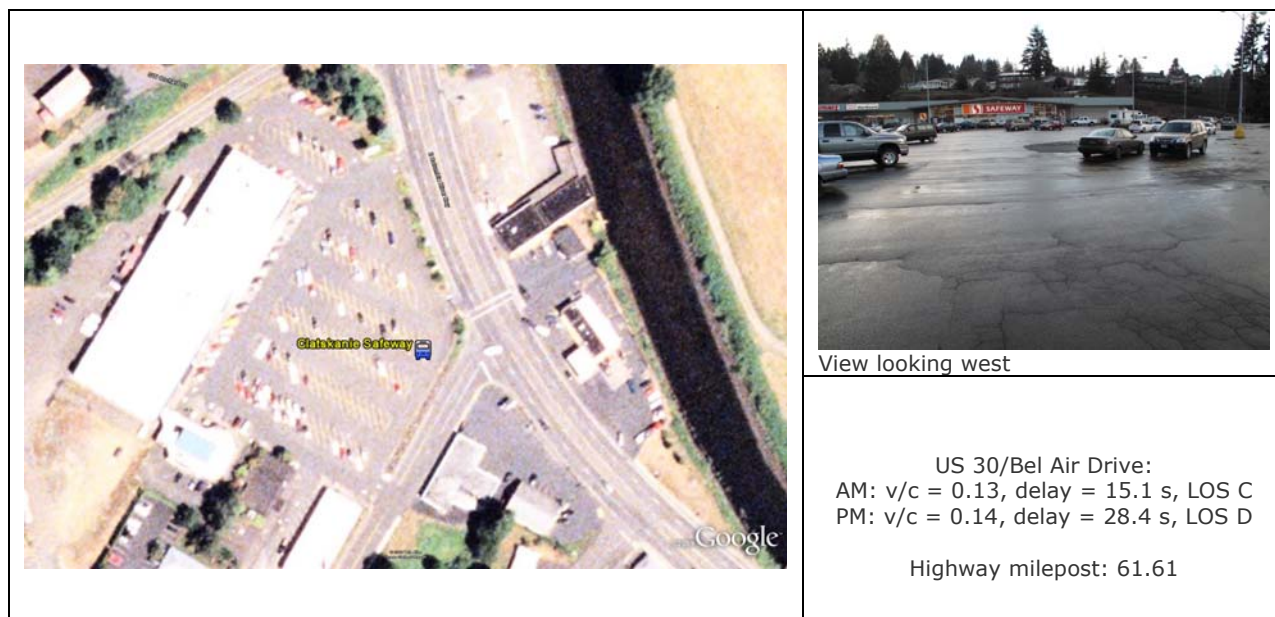 Clatskanie Safeway
Google
SAFEWAY
View looking west
US 30/Bel Air Drive:
AM: v/c = 0.13, delay = 15.1 s, LOS C
PM: v/c = 0.14, delay = 28.4 s, LOS D
Highway milepost: 61.61